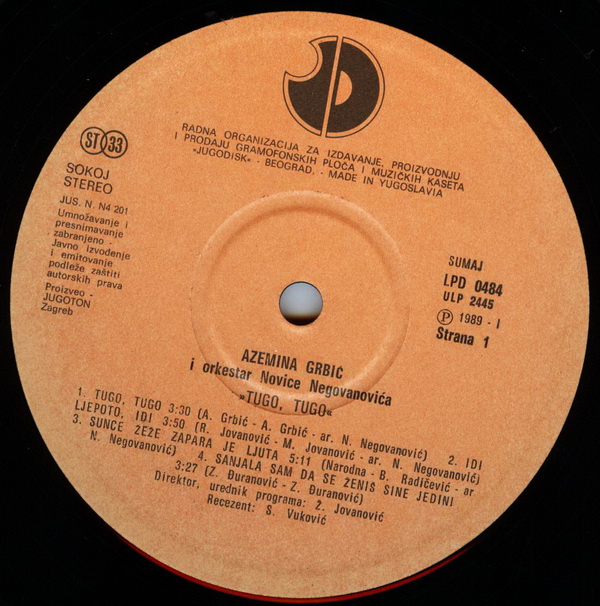 RADNA ORGANIZACIJA ZA IZDAVANJE, PROIZVODNJU
I PRODAJU GRAMOFONSKIH PLOČA I MUZIČKIH KASETA
»JUGODISK« - BEOGRAD, - MADE IN YUGOSLAVIA
ST 33
SOKOJ
STEREO
JUS. N. N4 201
Umnožavanje i
presnimavanje
zabranjeno -
Javno izvođenje
i emitovanje
podleže zaštiti
autorskih prava
Proizveo -
JUGOTON
Zagreb
SUMAJ
LPD 0484
ULP 2445
Ⓟ 1989 - I
Strana 1
AZEMINA GRBIĆ
i orkestar Novice Negovanovića
»TUGO, TUGO«
1. TUGO, TUGO 3:30 (A. Grbić - A. Grbić - ar. N. Negovanović) 2. IDI
LJEPOTO, IDI 3:50 (R. Jovanović - M. Jovanović - ar. N. Negovanović)
3. SUNCE ŽEŽE ZAPARA JE LJUTA 5:11 (Narodna - B. Radičević - ar
N. Negovanović) 4. SANJALA SAM DA SE ŽENIŠ SINE JEDINI
3:27 (Z. Đuranović - Z. Đuranović)
Direktor, urednik programa: Ž. Jovanović
Recezent: S. Vuković